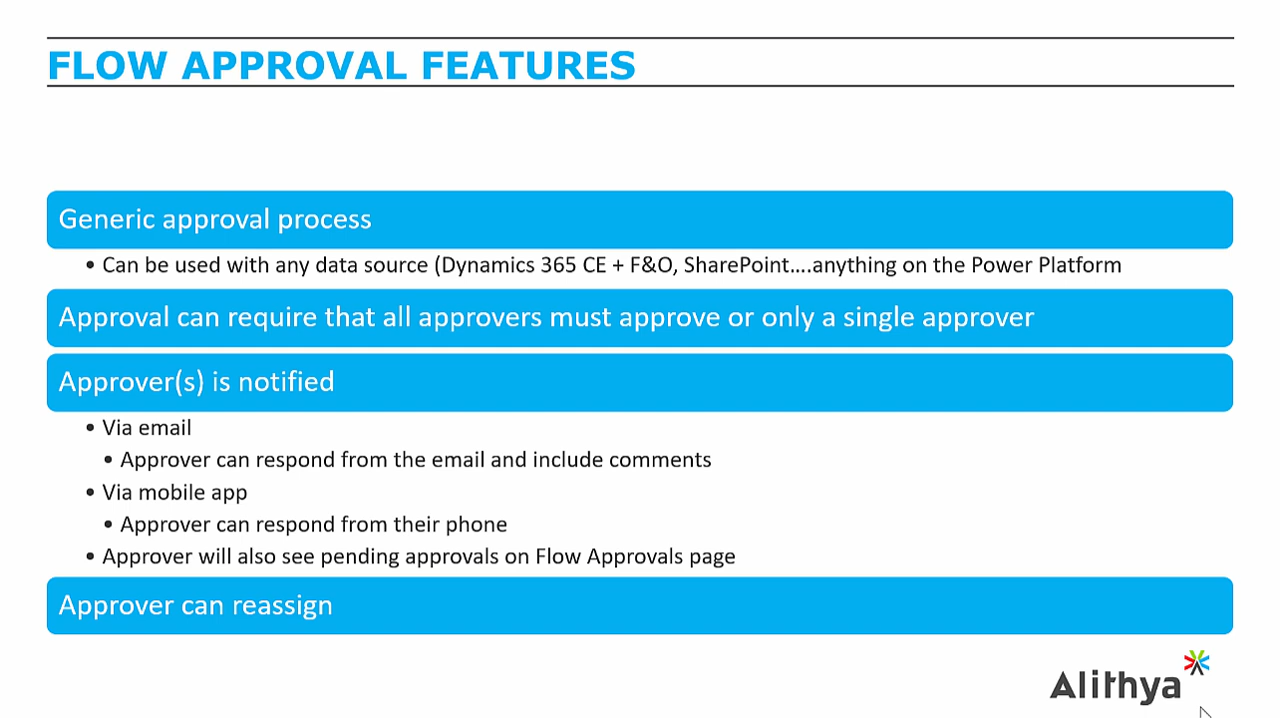 FLOW APPROVAL FEATURES
Generic approval process
• Can be used with any data source (Dynamics 365 CE + F&O, SharePoint....anything on the Power Platform
Approval can require that all approvers must approve or only a single approver
Approver(s) is notified
• Via email
• Approver can respond from the email and include comments
• Via mobile app
• Approver can respond from their phone
• Approver will also see pending approvals on Flow Approvals page
Approver can reassign
Alithya